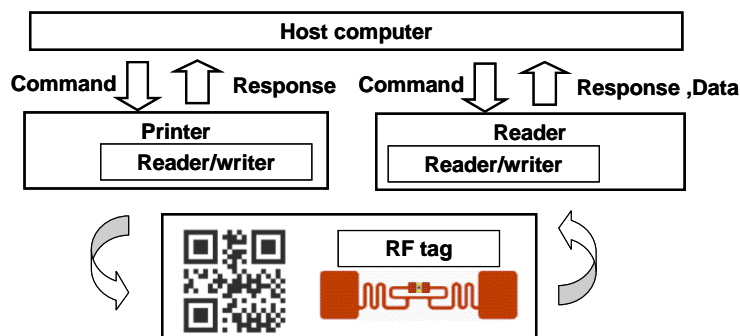 Host computer
Command Response Command Response ,Data
Printer Reader
Reader/writer Reader/writer
RF tag